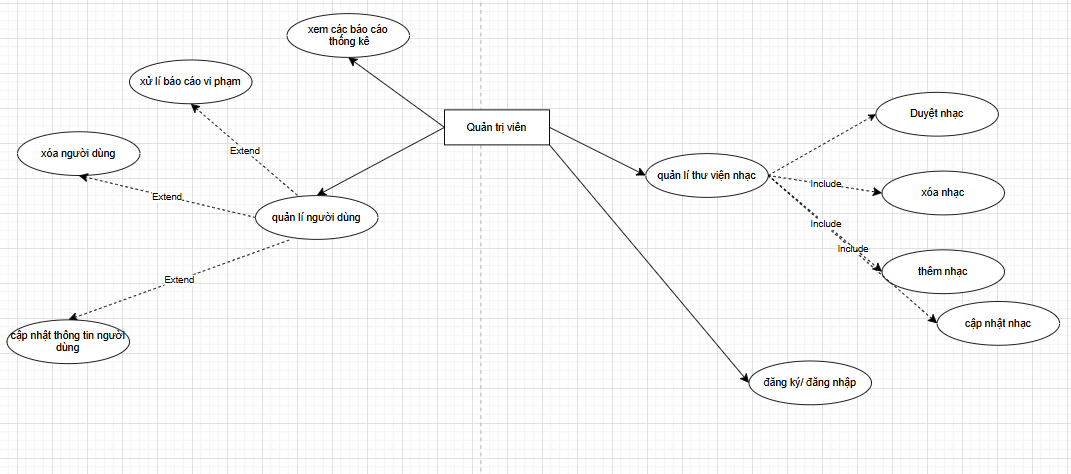 xem các báo cáo
thống kê
xử lí báo cáo vi phạm
Duyệt nhạc
Quản trị viên
xóa người dùng
Extend
quản lí thư viện nhạc
Include
xóa nhạc
Extend
quản lí người dùng
Include
Include
thêm nhạc
Extend
cập nhật thông tin người
dùng
cập nhật nhạc
đăng ký/ đăng nhập